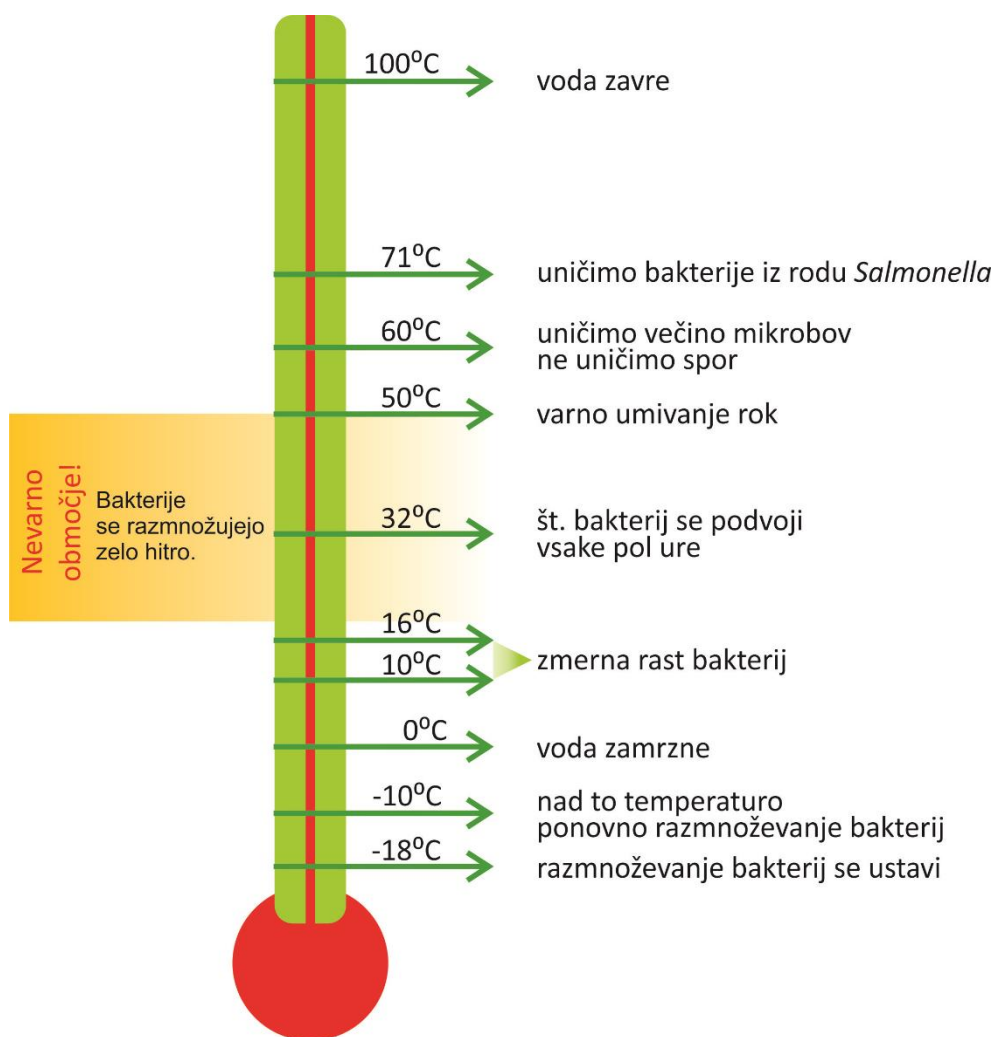 100°C
voda zavre
71°C
uničimo bakterije iz rodu Salmonella
60°C
uničimo večino mikrobov
ne uničimo spor
50°C
varno umivanje rok
Nevarno
območje!
Bakterije
se razmnožujejo
zelo hitro.
32°C
št. bakterij se podvoji
vsake pol ure
16°C
10°C
zmerna rast bakterij
0°C
voda zamrzne
-10°C
nad to temperaturo
ponovno razmnoževanje bakterij
-18°C
razmnoževanje bakterij se ustavi